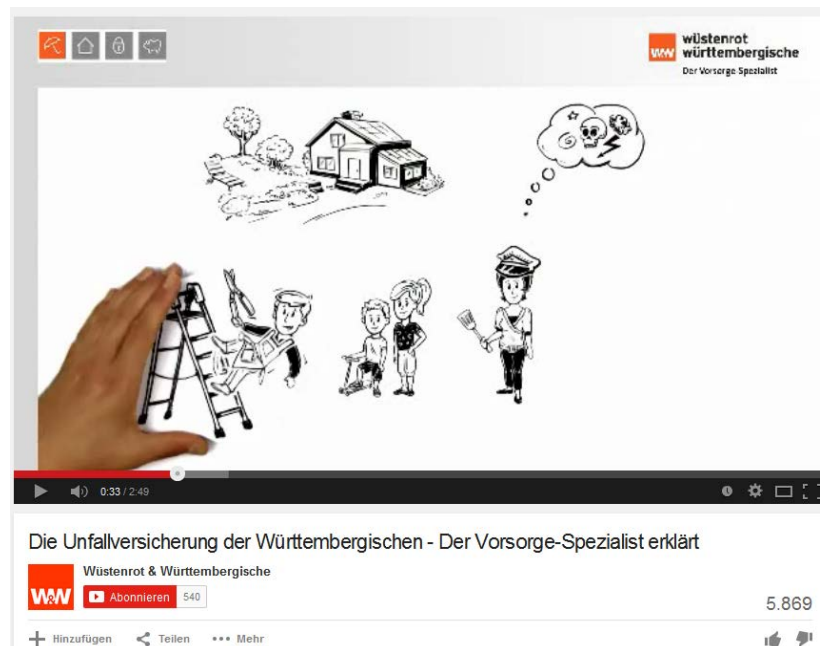 wüstenrot
württembergische
Der Vorsorge-Spezialist
0:33 / 2:49
Die Unfallversicherung der Württembergischen - Der Vorsorge-Spezialist erklärt
W&W
Wüstenrot & Württembergische
Abonnieren 540
5.869
Hinzufügen Teilen Mehr